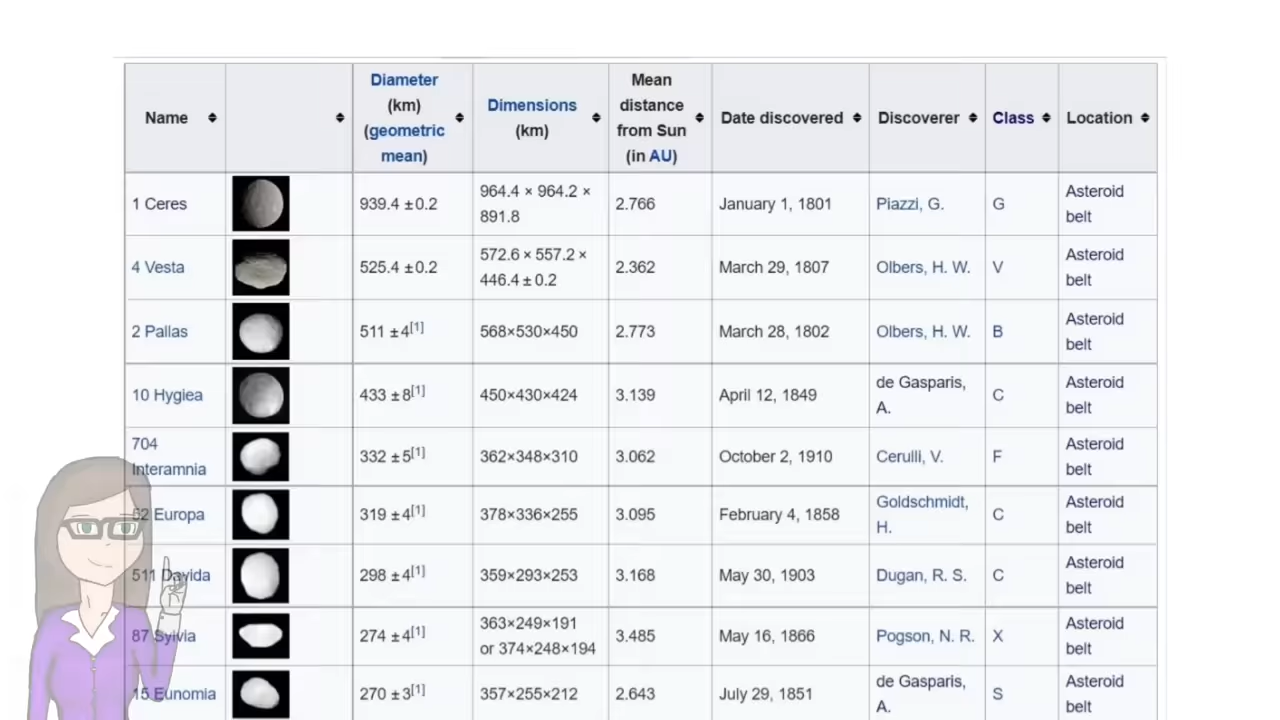 Name Diameter (km) (geometric mean) Dimensions (km) Mean distance from Sun (in AU) Date discovered Discoverer Class Location
1 Ceres 939.4 ±0.2 964.4 × 964.2 × 891.8 2.766 January 1, 1801 Piazzi, G. G Asteroid belt
4 Vesta 525.4 ±0.2 572.6 × 557.2 × 446.4 ± 0.2 2.362 March 29, 1807 Olbers, H. W. V Asteroid belt
2 Pallas 511 ±4[1] 568×530×450 2.773 March 28, 1802 Olbers, H. W. B Asteroid belt
10 Hygiea 433 ±8[1] 450×430×424 3.139 April 12, 1849 de Gasparis, A. C Asteroid belt
704 Interamnia 332 ±5[1] 362×348×310 3.062 October 2, 1910 Cerulli, V. F Asteroid belt
52 Europa 319 ±4[1] 378×336×255 3.095 February 4, 1858 Goldschmidt, H. C Asteroid belt
511 Davida 298 ±4[1] 359×293×253 3.168 May 30, 1903 Dugan, R. S. C Asteroid belt
87 Sylvia 274 ±4[1] 363×249×191 or 374×248×194 3.485 May 16, 1866 Pogson, N. R. X Asteroid belt
15 Eunomia 270 ±3[1] 357×255×212 2.643 July 29, 1851 de Gasparis, A. S Asteroid belt